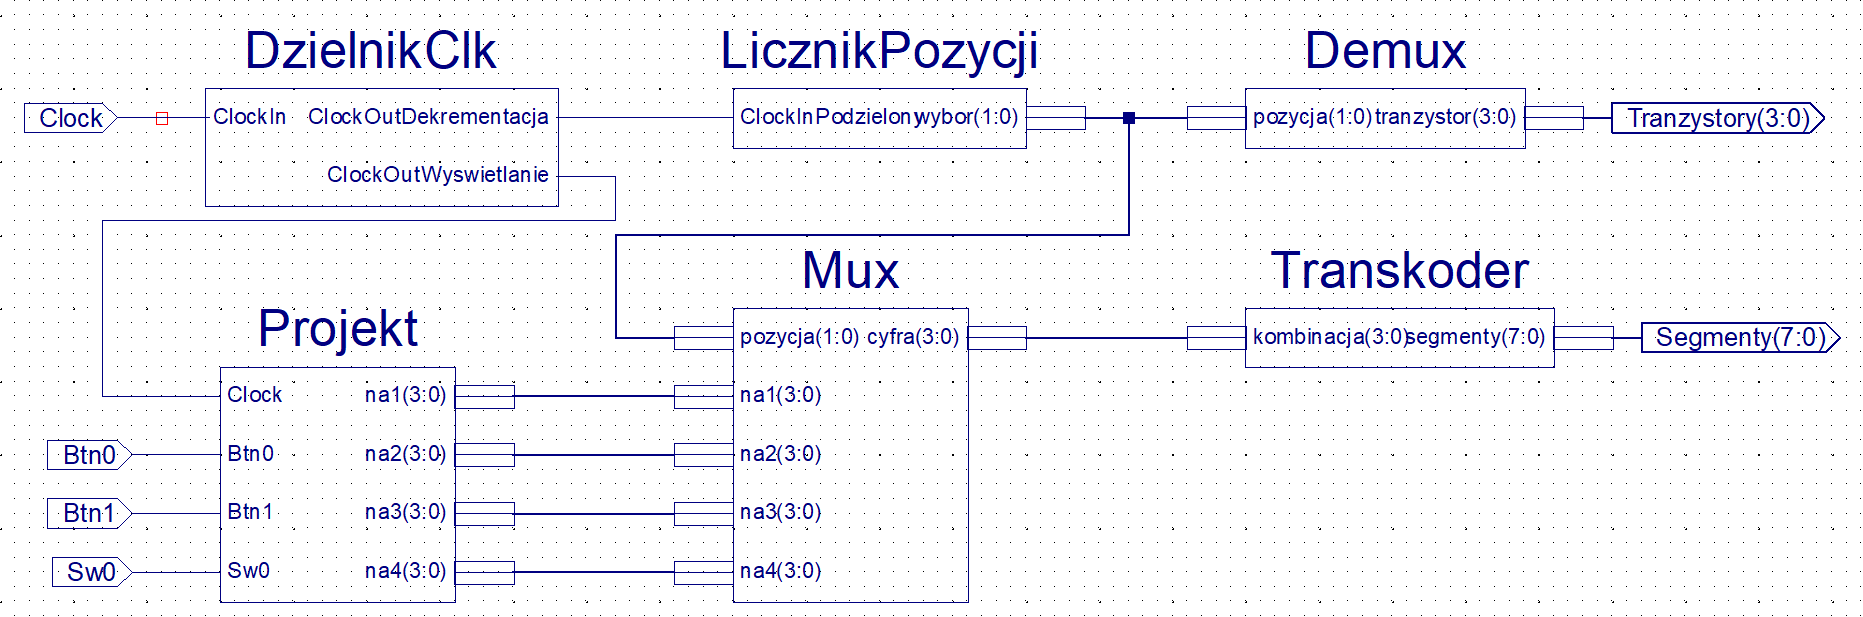 DzielnikClk
LicznikPozycji
Demux
Clock
ClockIn ClockOutDekrementacja
ClockInPodzielony wybor(1:0)
pozycja(1:0) tranzystor(3:0)
Tranzystory(3:0)
ClockOutWyswietlanie
Mux
Transkoder
Projekt
pozycja(1:0) cyfra(3:0)
kombinacja(3:0) segmenty(7:0)
Segmenty(7:0)
Clock na1(3:0)
na1(3:0)
Btn0
Btn0 na2(3:0)
na2(3:0)
Btn1
Btn1 na3(3:0)
na3(3:0)
Sw0
Sw0 na4(3:0)
na4(3:0)